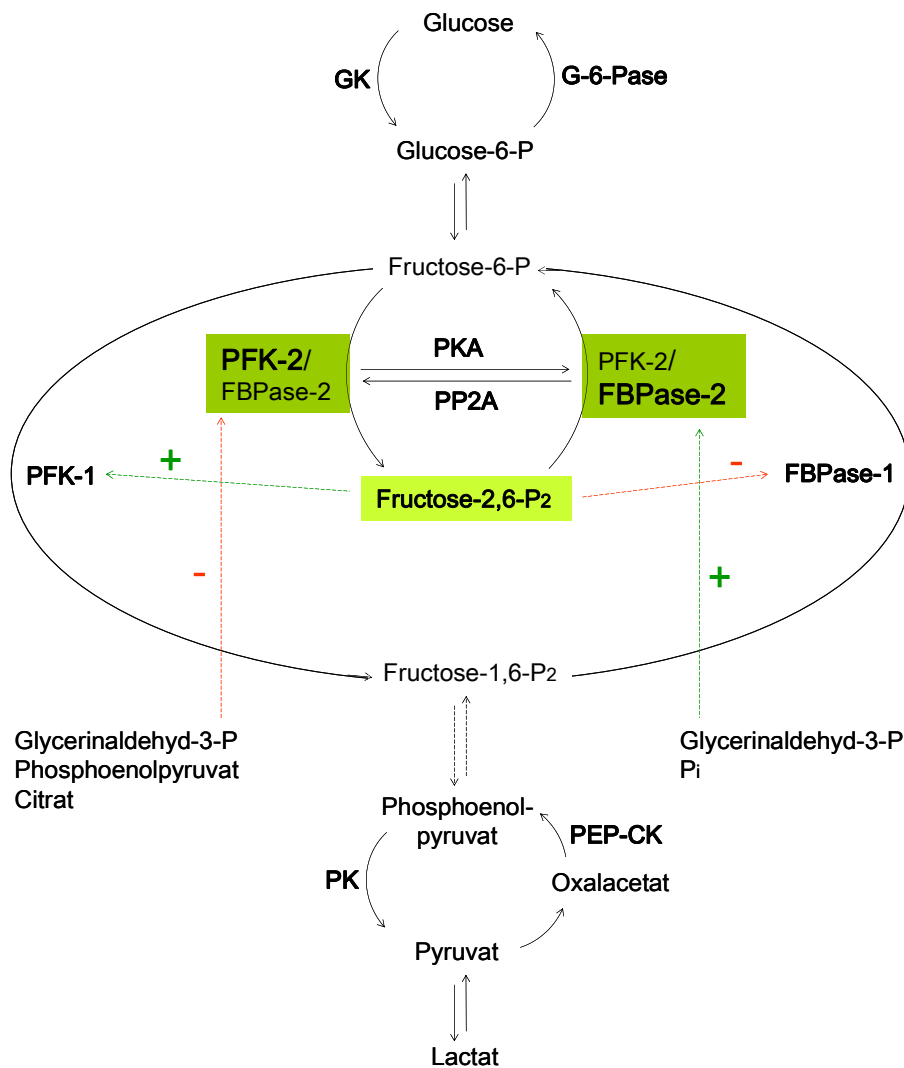 Glucose
GK
G-6-Pase
Glucose-6-P
Fructose-6-P
PFK-2/
FBPase-2
PKA
PP2A
PFK-2/
FBPase-2
+
-
PFK-1
Fructose-2,6-P2
FBPase-1
-
+
Fructose-1,6-P2
Glycerinaldehyd-3-P
Phosphoenolpyruvat
Citrat
Glycerinaldehyd-3-P
Pi
Phosphoenol-
pyruvat
PEP-CK
PK
Oxalacetat
Pyruvat
Lactat